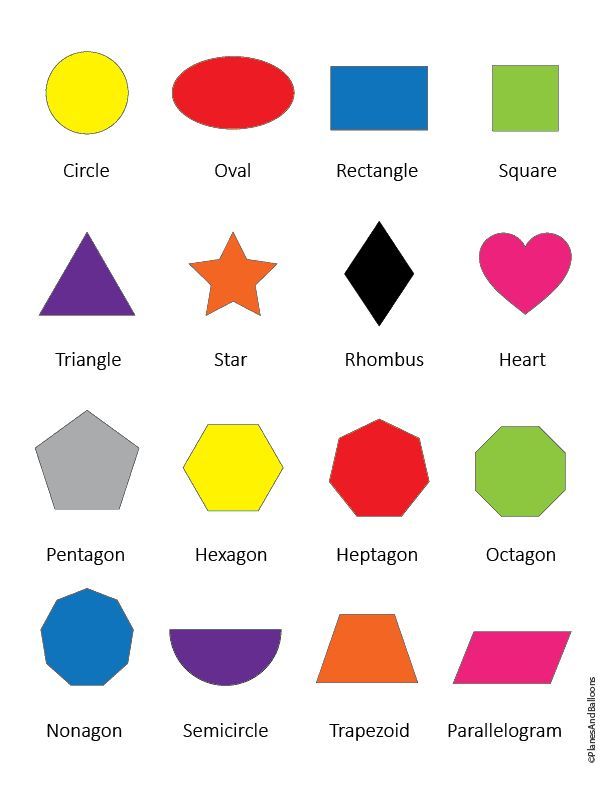 Circle Oval Rectangle Square
Triangle Star Rhombus Heart
Pentagon Hexagon Heptagon Octagon
Nonagon Semicircle Trapezoid Parallelogram
©PlanesAndBalloons